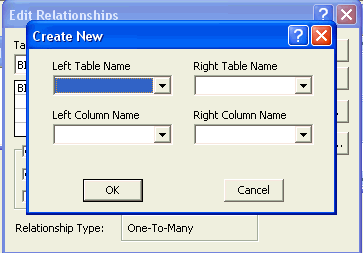 Edit Relationships
Create New
Left Table Name
Right Table Name
Left Column Name
Right Column Name
OK
Cancel
Relationship Type:
One-To-Many